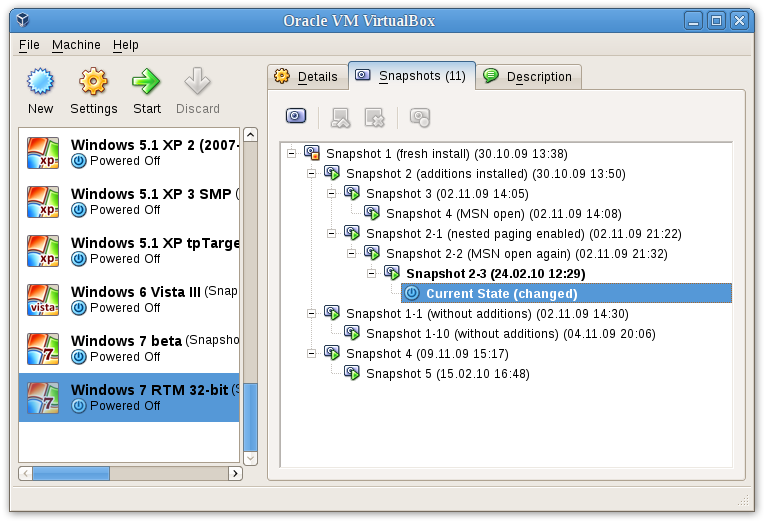 Oracle VM VirtualBox
File Machine Help
New Settings Start Discard
Details Snapshots (11) Description
Windows 5.1 XP 2 (2007-
Powered Off
Windows 5.1 XP 3 SMP (
Powered Off
Windows 5.1 XP tpTarge
Powered Off
Windows 6 Vista III (Snap
Powered Off
Windows 7 beta (Snapsho
Powered Off
Windows 7 RTM 32-bit (S
Powered Off
xp
xp
xp
vista
7
7
Snapshot 1 (fresh install) (30.10.09 13:38)
Snapshot 2 (additions installed) (30.10.09 13:50)
Snapshot 3 (02.11.09 14:05)
Snapshot 4 (MSN open) (02.11.09 14:08)
Snapshot 2-1 (nested paging enabled) (02.11.09 21:22)
Snapshot 2-2 (MSN open again) (02.11.09 21:32)
Snapshot 2-3 (24.02.10 12:29)
Current State (changed)
Snapshot 1-1 (without additions) (02.11.09 14:30)
Snapshot 1-10 (without additions) (04.11.09 20:06)
Snapshot 4 (09.11.09 15:17)
Snapshot 5 (15.02.10 16:48)